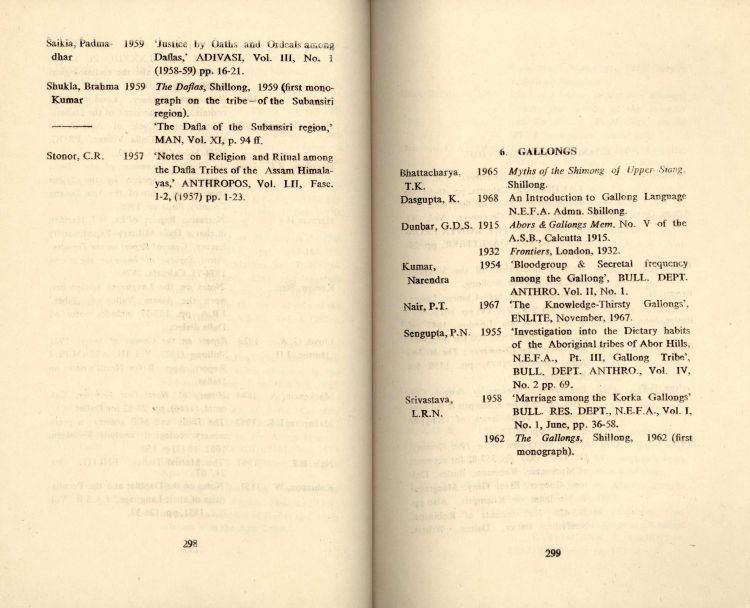 Saikia, Padma- 1959 'Justice by Oaths and Ordeals among
dhar Daflas,' ADIVASI, Vol. III, No. 1
(1958-59) pp. 16-21.
Shukla, Brahma 1959 The Daflas, Shillong, 1959 (first mono-
Kumar graph on the tribe—of the Subansiri
region).
——— 'The Dafla of the Subansiri region,'
MAN, Vol. XI, p. 94 ff.
Stonor, C.R. 1957 'Notes on Religion and Ritual among
the Dafla Tribes of the Assam Himala-
yas,' ANTHROPOS, Vol. LII, Fasc.
1-2, (1957) pp. 1-23.
298
6. GALLONGS
Bhattacharya, 1965 Myths of the Shimong of Upper Siang.
T.K. Shillong.
Dasgupta, K. 1968 An Introduction to Gallong Language
N.E.F.A. Admn. Shillong.
Dunbar, G.D.S. 1915 Abors & Gallongs Mem. No. V of the
A.S.B., Calcutta 1915.
1932 Frontiers, London, 1932.
Kumar, 1954 'Bloodgroup & Secretal frequency
Narendra among the Gallong', BULL. DEPT.
ANTHRO. Vol. II, No. 1.
Nair, P.T. 1967 'The Knowledge-Thirsty Gallongs',
ENLITE, November, 1967.
Sengupta, P.N. 1955 'Investigation into the Dietary habits
of the Aboriginal tribes of Abor Hills,
N.E.F.A., Pt. III, Gallong Tribe',
BULL. DEPT. ANTHRO., Vol. IV,
No. 2 pp. 69.
Srivastava, 1958 'Marriage among the Korka Gallongs'
L.R.N. BULL. RES. DEPT., N.E.F.A., Vol. I,
No. 1, June, pp. 36-58.
1962 The Gallongs, Shillong, 1962 (first
monograph).
299